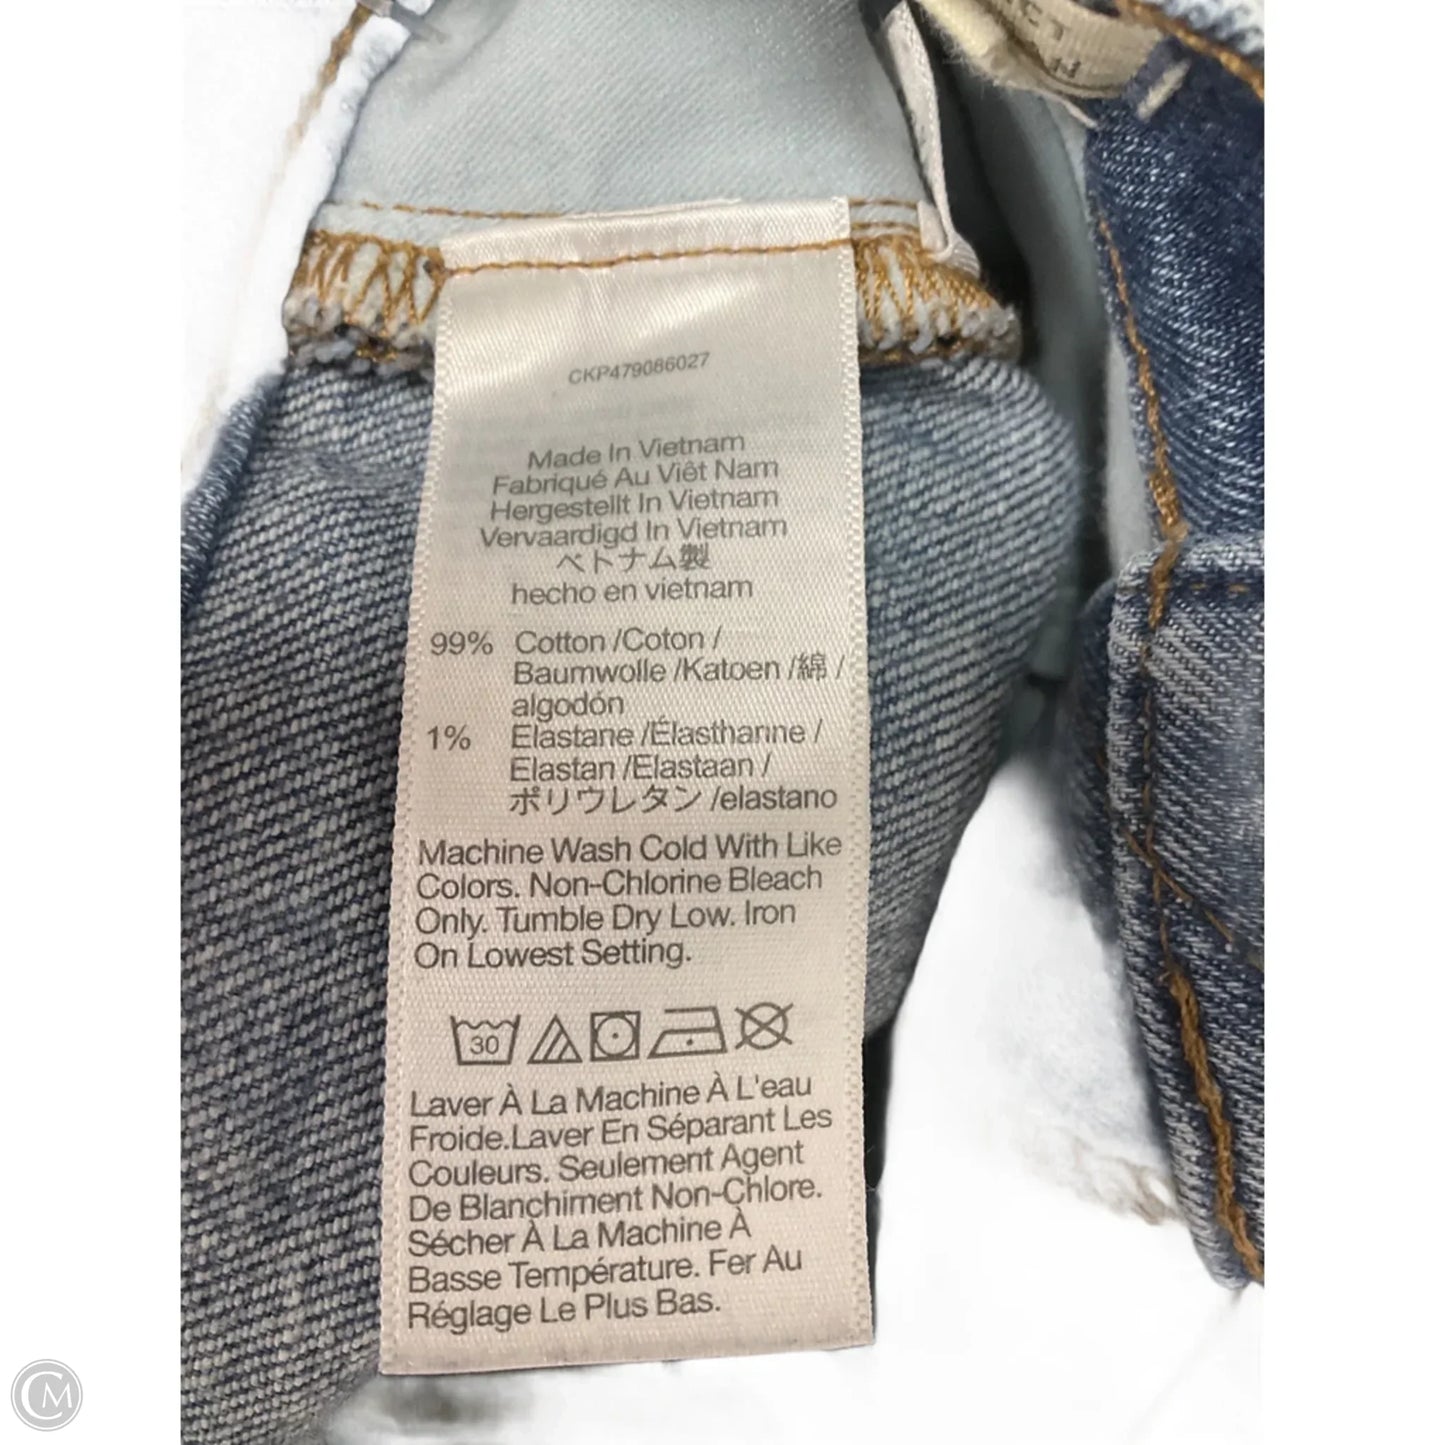 CKP479086027
Made In Vietnam
Fabriqué Au Viêt Nam
Hergestellt In Vietnam
Vervaardigd In Vietnam
ベトナム製
hecho en vietnam
99% Cotton /Coton /
Baumwolle /Katoen /綿 /
algodón
1% Elastane /Élasthanne /
Elastan /Elastaan /
ポリウレタン /elastano
Machine Wash Cold With Like
Colors. Non-Chlorine Bleach
Only. Tumble Dry Low. Iron
On Lowest Setting.
30
Laver À La Machine À L'eau
Froide.Laver En Séparant Les
Couleurs. Seulement Agent
De Blanchiment Non-Chlore.
Sécher À La Machine À
Basse Température. Fer Au
Réglage Le Plus Bas.
CM